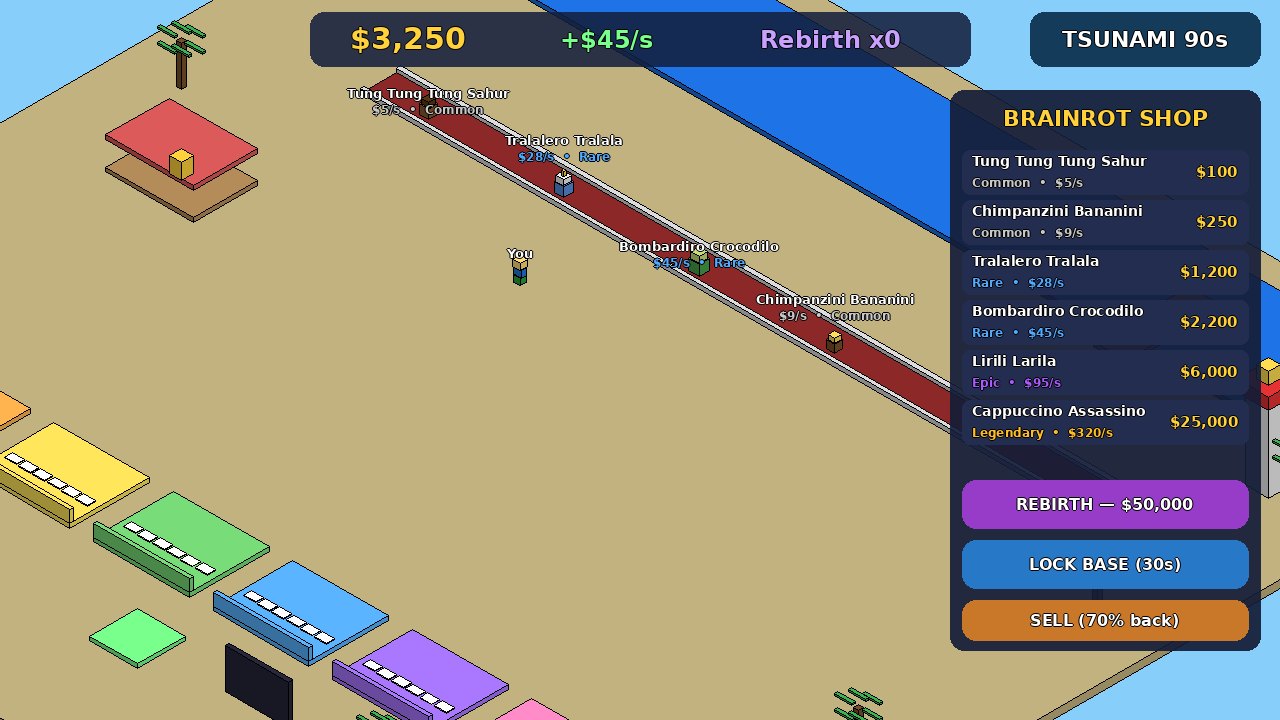 $3,250 +$45/s Rebirth x0
TSUNAMI 90s
Tung Tung Tung Sahur
$5/s • Common
Tralalero Tralala
$28/s • Rare
You
Bombardiro Crocodilo
$45/s • Rare
Chimpanzini Bananini
$9/s • Common
BRAINROT SHOP
Tung Tung Tung Sahur
Common • $5/s
$100
Chimpanzini Bananini
Common • $9/s
$250
Tralalero Tralala
Rare • $28/s
$1,200
Bombardiro Crocodilo
Rare • $45/s
$2,200
Lirili Larila
Epic • $95/s
$6,000
Cappuccino Assassino
Legendary • $320/s
$25,000
REBIRTH — $50,000
LOCK BASE (30s)
SELL (70% back)